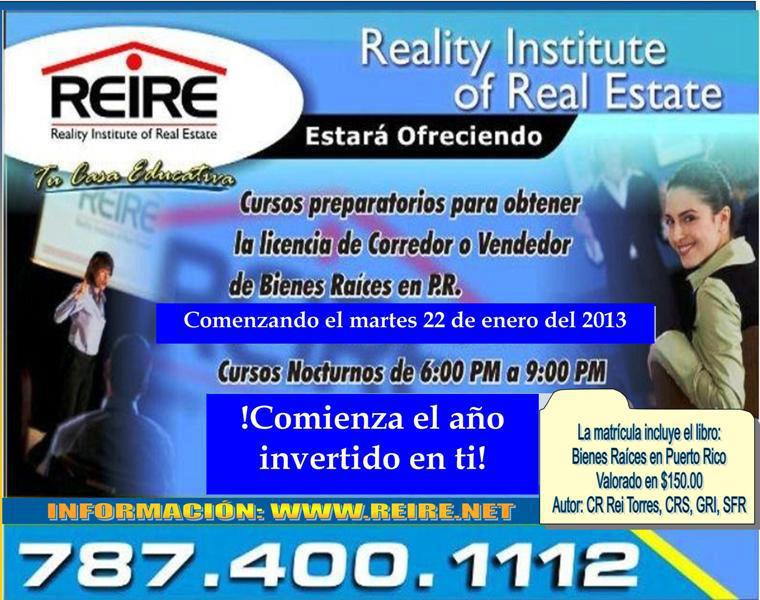 REIRE
Reality Institute of Real Estate
Tu Casa Educativa
Reality Institute
of Real Estate
Estará Ofreciendo
REIRE
Cursos preparatorios para obtener
la licencia de Corredor o Vendedor
de Bienes Raíces en P.R.
Comenzando el martes 22 de enero del 2013
Cursos Nocturnos de 6:00 PM a 9:00 PM
!Comienza el año
invertido en ti!
La matrícula incluye el libro:
Bienes Raíces en Puerto Rico
Valorado en $150.00
Autor: CR Rei Torres, CRS, GRI, SFR
INFORMACIÓN: WWW.REIRE.NET
787.400.1112